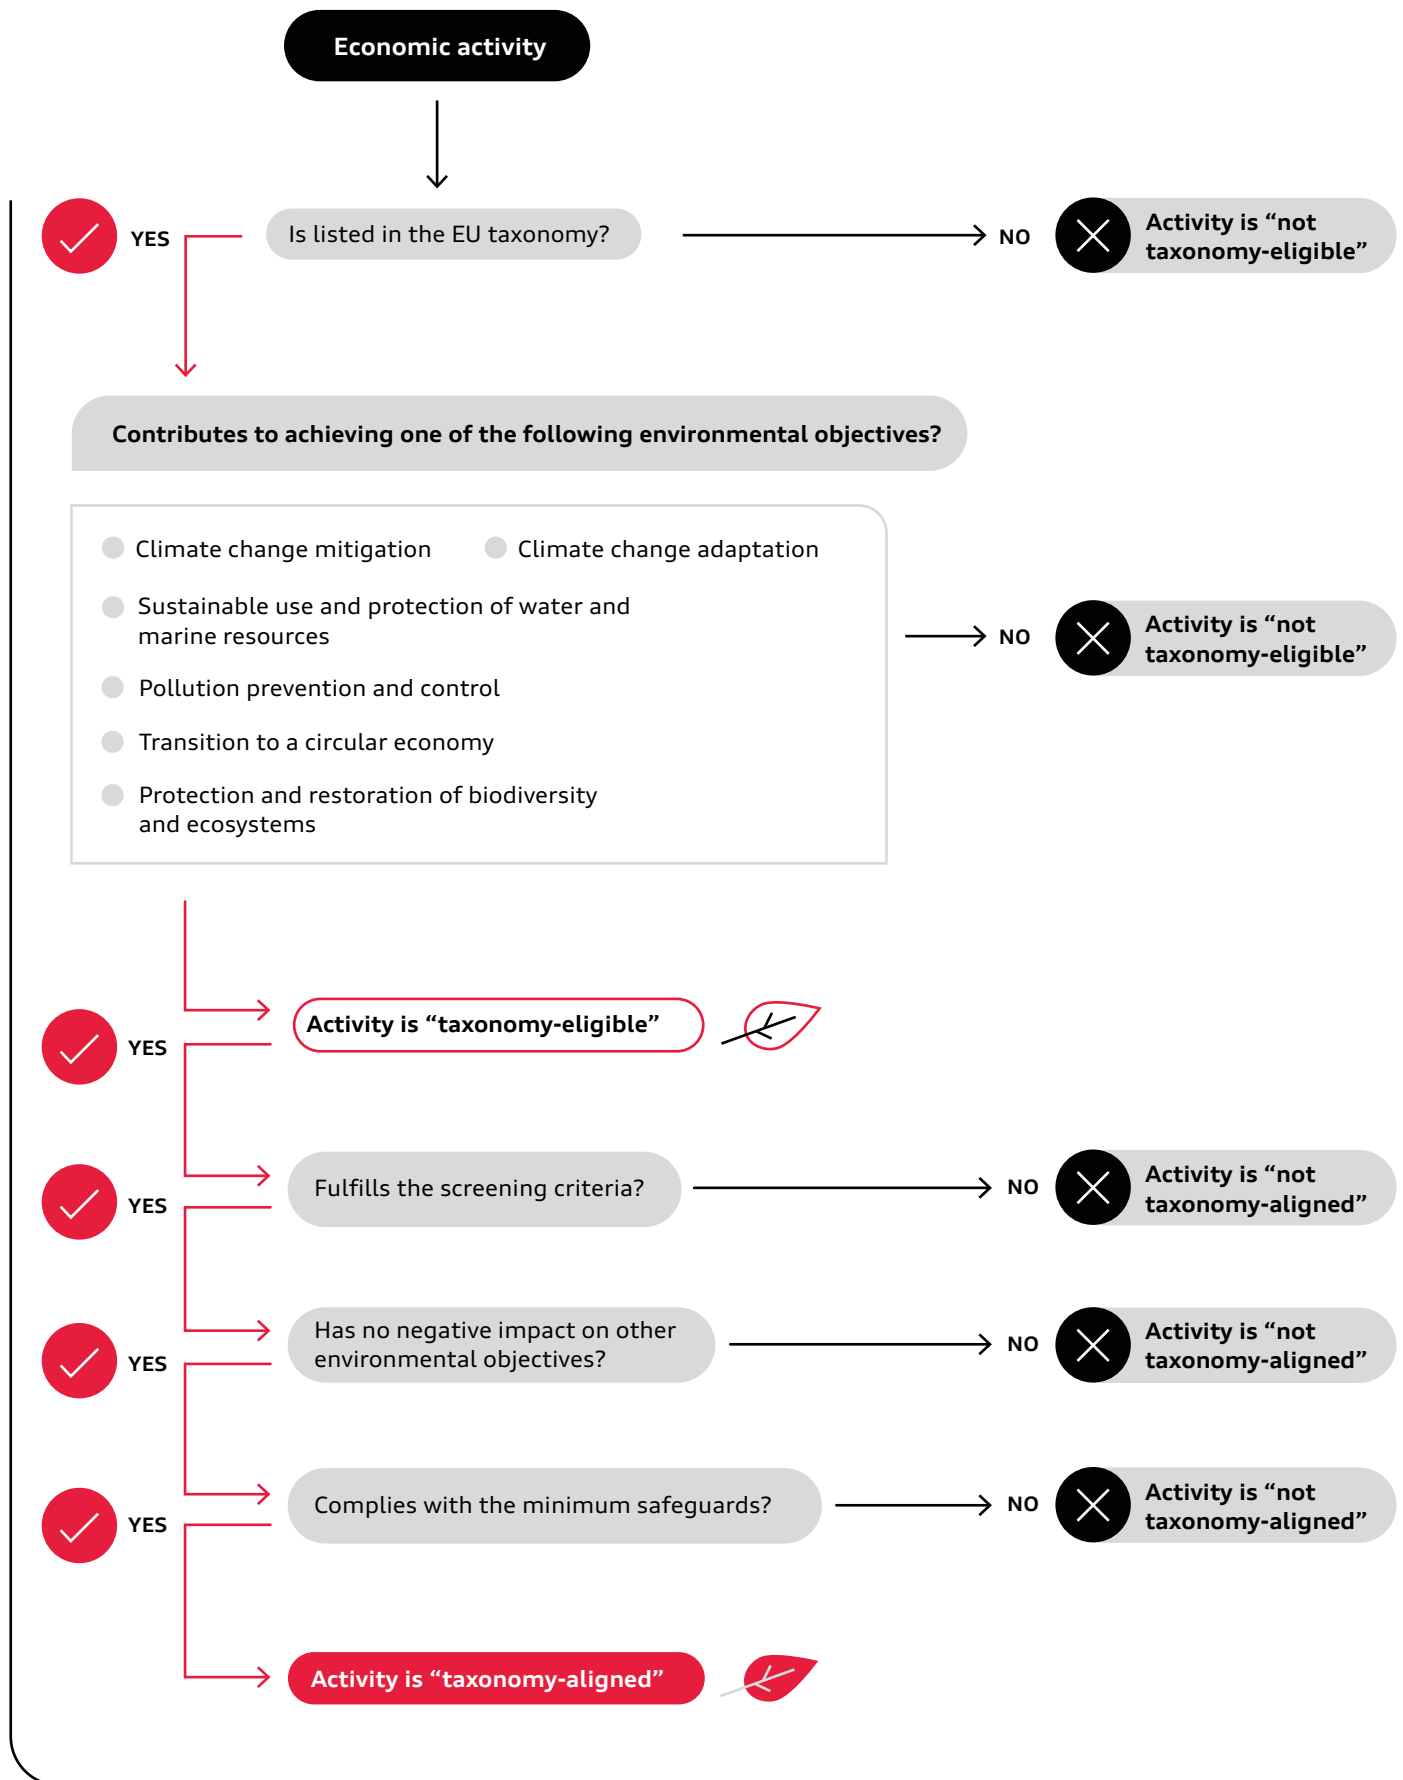 Economic activity
YES
Is listed in the EU taxonomy?
NO
Activity is “not
taxonomy-eligible”
Contributes to achieving one of the following environmental objectives?
Climate change mitigation
Climate change adaptation
Sustainable use and protection of water and
marine resources
Pollution prevention and control
Transition to a circular economy
Protection and restoration of biodiversity
and ecosystems
NO
Activity is “not
taxonomy-eligible”
YES
Activity is “taxonomy-eligible”
YES
Fulfills the screening criteria?
NO
Activity is “not
taxonomy-aligned”
YES
Has no negative impact on other
environmental objectives?
NO
Activity is “not
taxonomy-aligned”
YES
Complies with the minimum safeguards?
NO
Activity is “not
taxonomy-aligned”
Activity is “taxonomy-aligned”